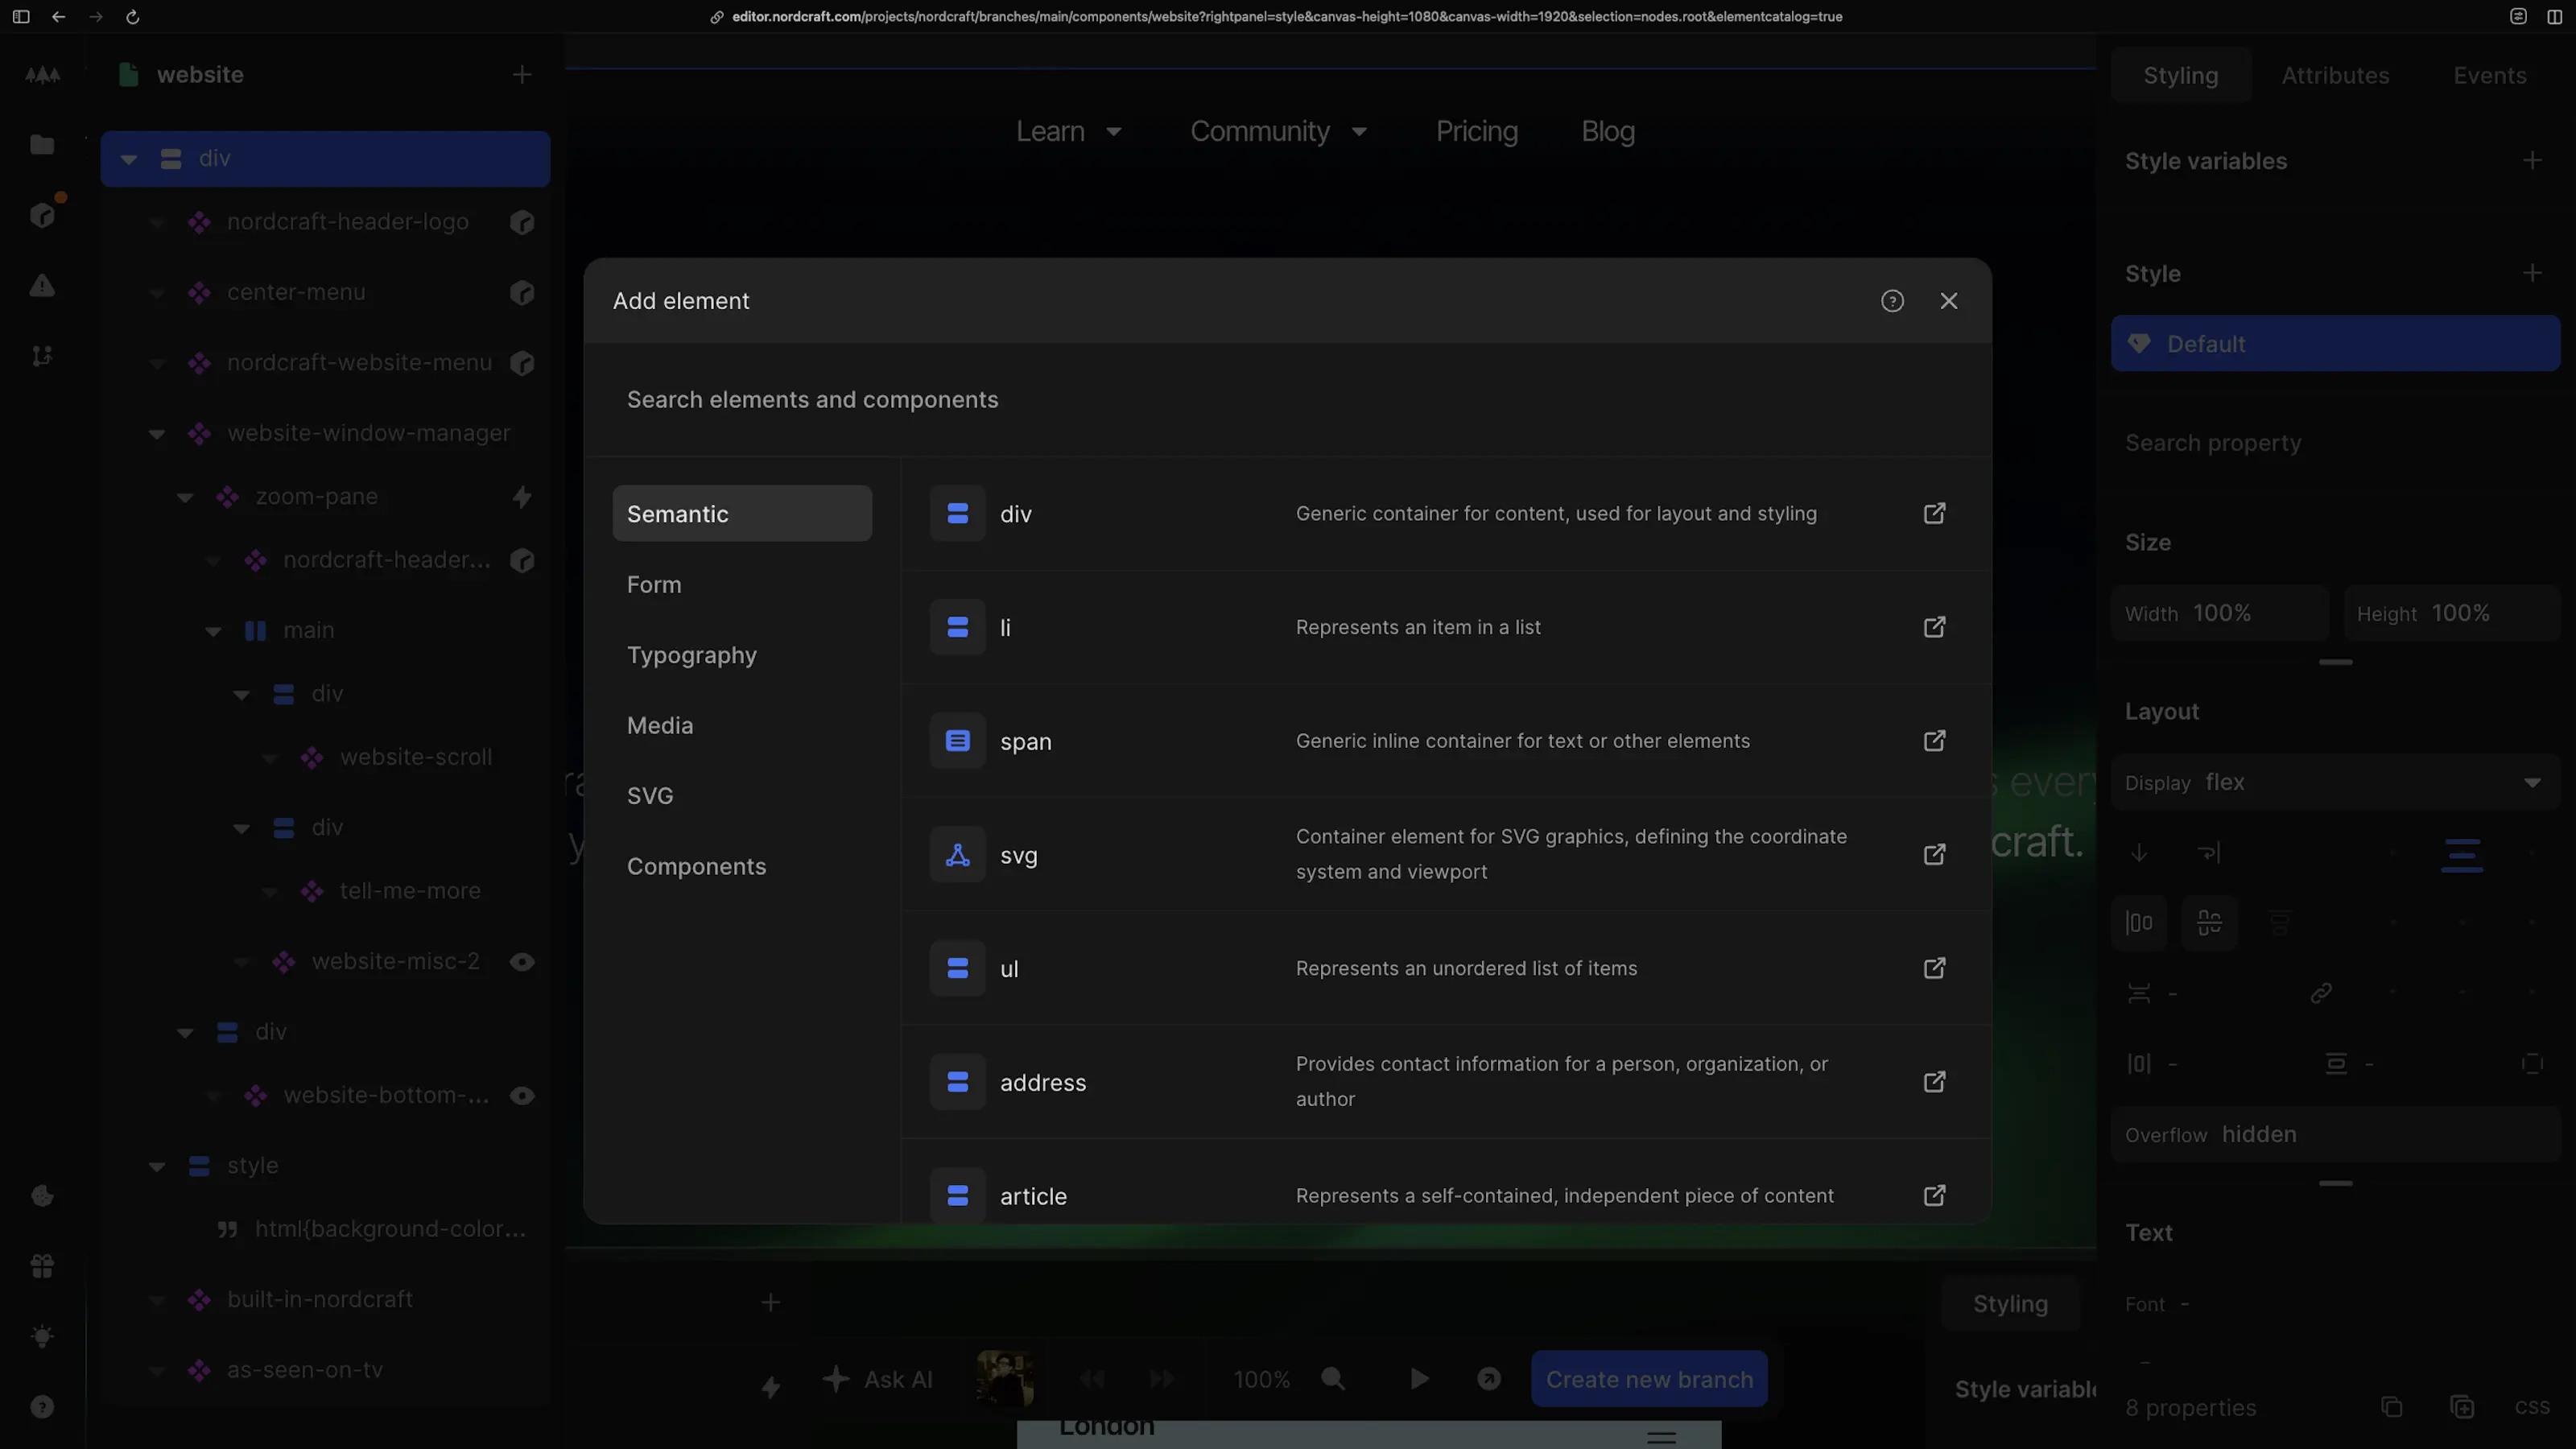 editor.nordcraft.com/projects/nordcraft/branches/main/components/website?rightpanel=style&canvas-height=1080&canvas-width=1920&selection=nodes.root&elementcatalog=true
website
div
nordcraft-header-logo
center-menu
nordcraft-website-menu
website-window-manager
zoom-pane
nordcraft-header...
main
div
website-scroll
div
tell-me-more
website-misc-2
div
website-bottom-...
style
html{background-color...
built-in-nordcraft
as-seen-on-tv
Learn
Community
Pricing
Blog
Add element
Search elements and components
Semantic
Form
Typography
Media
SVG
Components
div
Generic container for content, used for layout and styling
li
Represents an item in a list
span
Generic inline container for text or other elements
svg
Container element for SVG graphics, defining the coordinate
system and viewport
ul
Represents an unordered list of items
address
Provides contact information for a person, organization, or
author
article
Represents a self-contained, independent piece of content
craft.
Ask AI
100%
Create new branch
London
Styling
Style variabl
Styling
Attributes
Events
Style variables
Style
Default
Search property
Size
Width 100%
Height 100%
Layout
Display flex
-
-
-
Overflow hidden
Text
Font -
-
8 properties
CSS